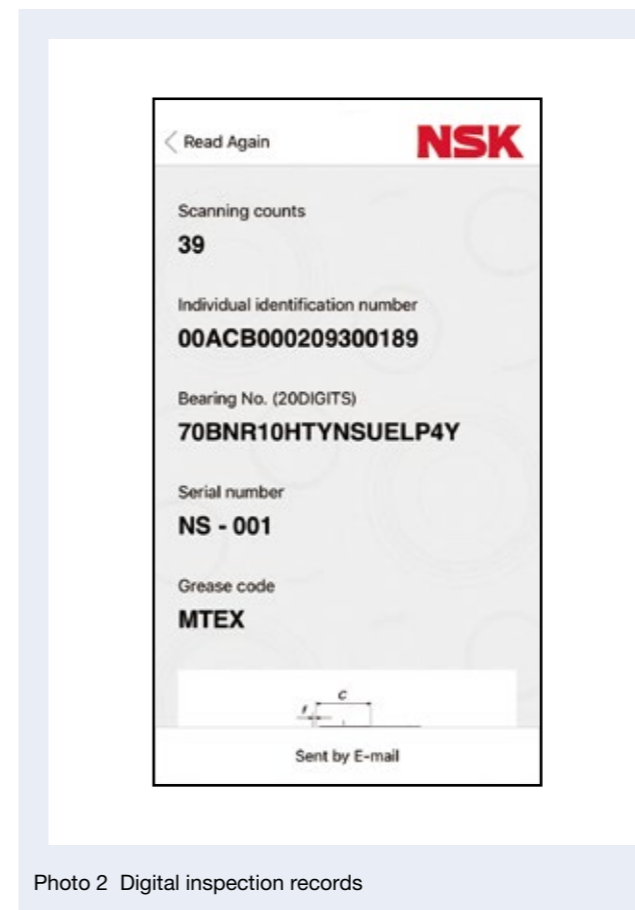 < Read Again
NSK
Scanning counts
39
Individual identification number
00ACB000209300189
Bearing No. (20DIGITS)
70BNR10HTYNSUELP4Y
Serial number
NS - 001
Grease code
MTEX
C
f
Sent by E-mail
Photo 2 Digital inspection records